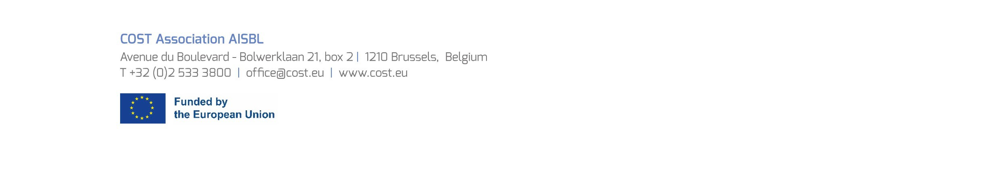 COST Association AISBL
Avenue du Boulevard - Bolwerklaan 21, box 2 | 1210 Brussels, Belgium
T +32 (0)2 533 3800 | office@cost.eu | www.cost.eu
Funded by
the European Union